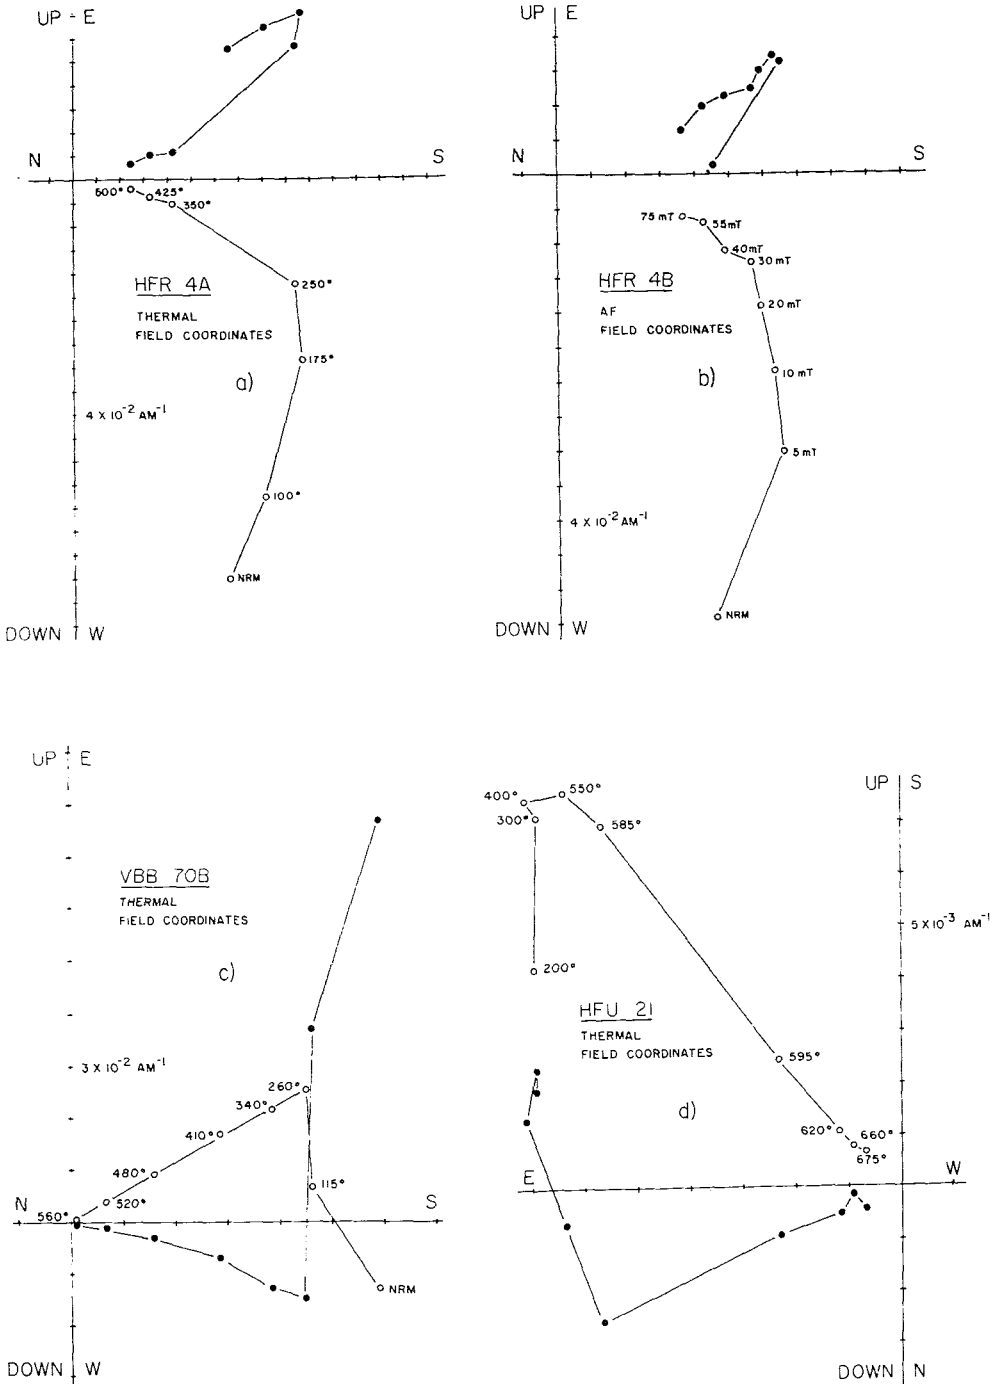 UP E
N S
600° 425°
350°
250°
175°
HFR 4A
THERMAL
FIELD COORDINATES
a)
4 X 10⁻² AM⁻¹
100°
NRM
DOWN W
UP E
N S
75 mT 55mT
40mT
30 mT
HFR 4B
AF
FIELD COORDINATES
20 mT
b)
10 mT
5 mT
4 X 10⁻² AM⁻¹
NRM
DOWN W
UP E
VBB 70B
THERMAL
FIELD COORDINATES
c)
3 X 10⁻² AM⁻¹
260°
340°
410°
480°
115°
N S
520°
560°
NRM
DOWN W
UP S
400° 550°
300° 585°
5 X 10⁻³ AM⁻¹
200°
HFU 21
THERMAL
FIELD COORDINATES
595°
d)
620° 660°
675°
E W
DOWN N